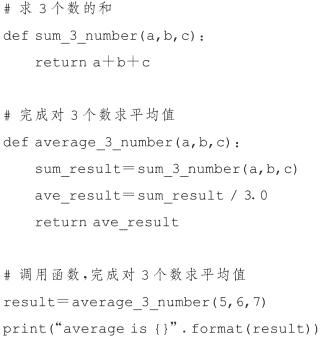 # 求 3 个数的和
def sum_3_number(a,b,c):
    return a+b+c
# 完成对 3 个数求平均值
def average_3_number(a,b,c):
    sum_result=sum_3_number(a,b,c)
    ave_result=sum_result / 3.0
    return ave_result
# 调用函数,完成对 3 个数求平均值
result=average_3_number(5,6,7)
print(“average is {}”.format(result))